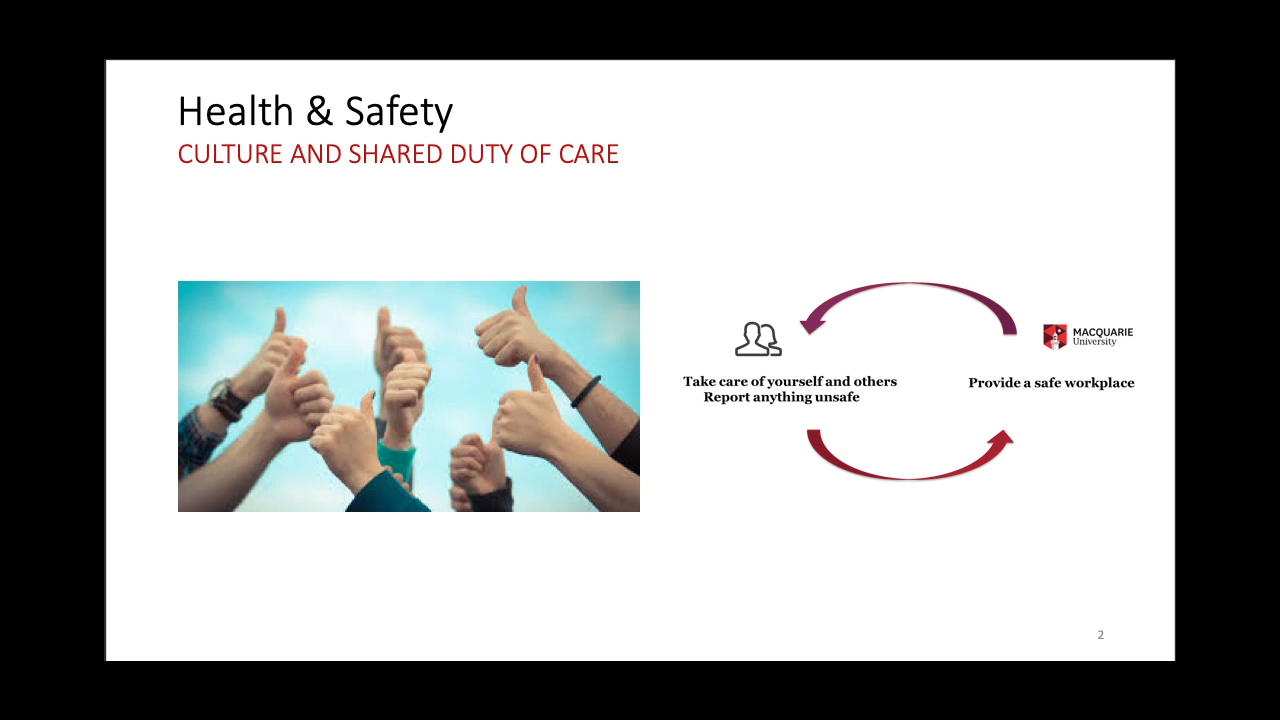 Health & Safety
CULTURE AND SHARED DUTY OF CARE
MACQUARIE
University
Take care of yourself and others
Report anything unsafe
Provide a safe workplace
2